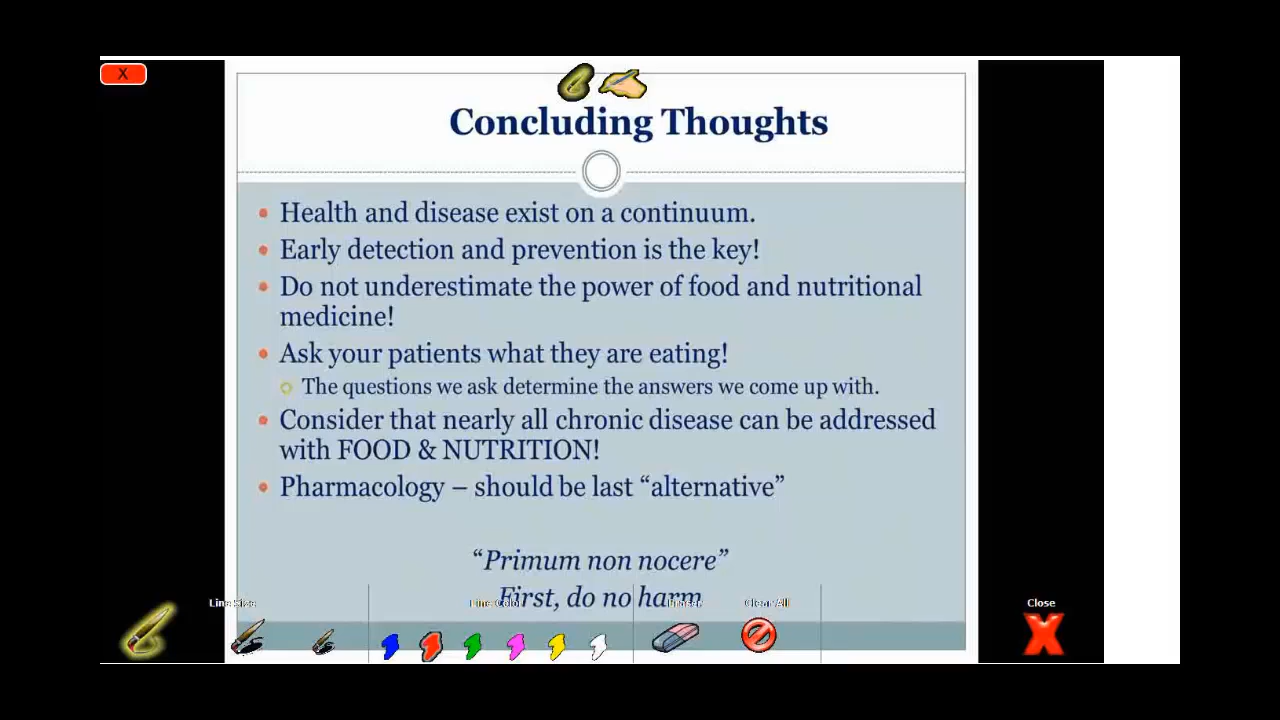 X
Concluding Thoughts
Health and disease exist on a continuum.
Early detection and prevention is the key!
Do not underestimate the power of food and nutritional
medicine!
Ask your patients what they are eating!
The questions we ask determine the answers we come up with.
Consider that nearly all chronic disease can be addressed
with FOOD & NUTRITION!
Pharmacology – should be last “alternative”
“Primum non nocere”
First, do no harm
Line Size
Line Color
Eraser
Clear All
Close